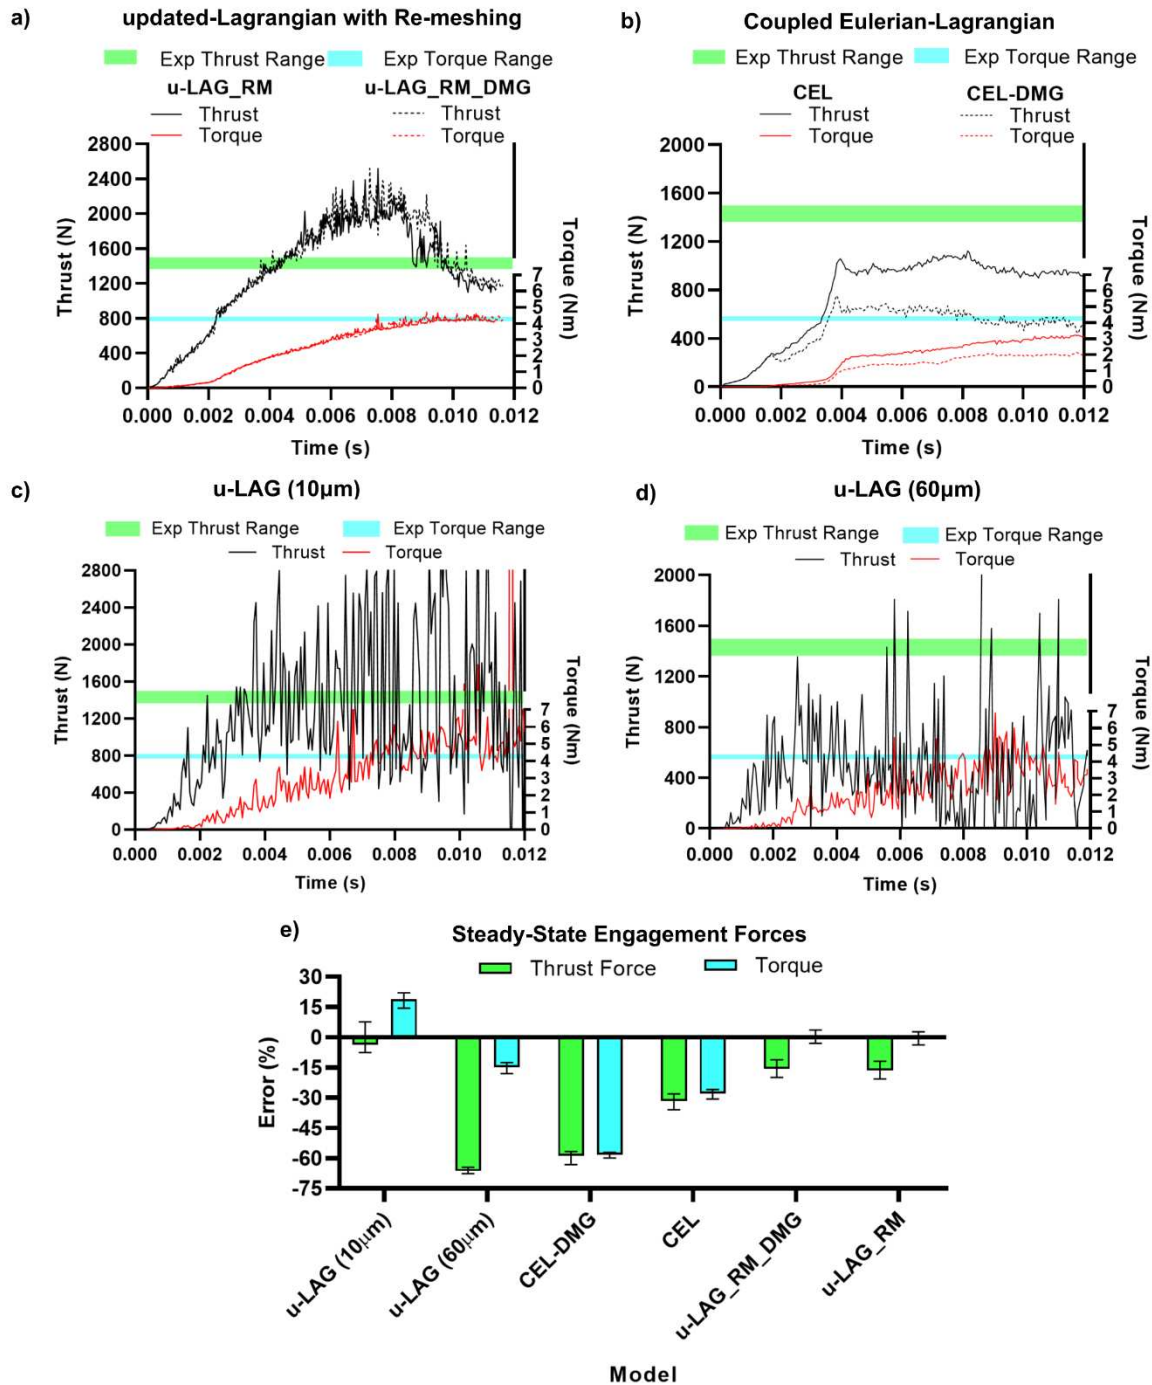 a) updated-Lagrangian with Re-meshing
Exp Thrust Range Exp Torque Range
u-LAG_RM u-LAG_RM_DMG
Thrust Thrust
Torque Torque
2800
2400
2000
1600
1200
800
400
0
Thrust (N)
7
6
5
4
3
2
1
0
Torque (Nm)
0.000 0.002 0.004 0.006 0.008 0.010 0.012
Time (s)
b) Coupled Eulerian-Lagrangian
Exp Thrust Range Exp Torque Range
CEL CEL-DMG
Thrust Thrust
Torque Torque
2000
1600
1200
800
400
0
Thrust (N)
7
6
5
4
3
2
1
0
Torque (Nm)
0.000 0.002 0.004 0.006 0.008 0.010 0.012
Time (s)
c) u-LAG (10μm)
Exp Thrust Range Exp Torque Range
Thrust Torque
2800
2400
2000
1600
1200
800
400
0
Thrust (N)
7
6
5
4
3
2
1
0
Torque (Nm)
0.000 0.002 0.004 0.006 0.008 0.010 0.012
Time (s)
d) u-LAG (60μm)
Exp Thrust Range Exp Torque Range
Thrust Torque
2000
1600
1200
800
400
0
Thrust (N)
7
6
5
4
3
2
1
0
Torque (Nm)
0.000 0.002 0.004 0.006 0.008 0.010 0.012
Time (s)
e) Steady-State Engagement Forces
Thrust Force Torque
30
15
0
-15
-30
-45
-60
-75
Error (%)
u-LAG (10μm)
u-LAG (60μm)
CEL-DMG
CEL
u-LAG_RM_DMG
u-LAG_RM
Model